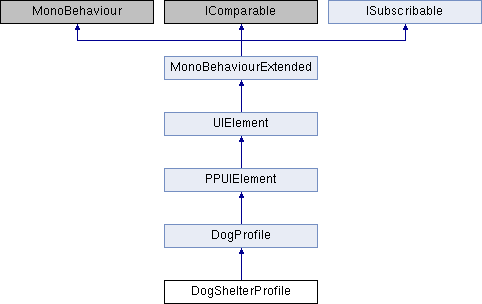 MonoBehaviour
IComparable
ISubscribable
MonoBehaviourExtended
UIElement
PPUIElement
DogProfile
DogShelterProfile